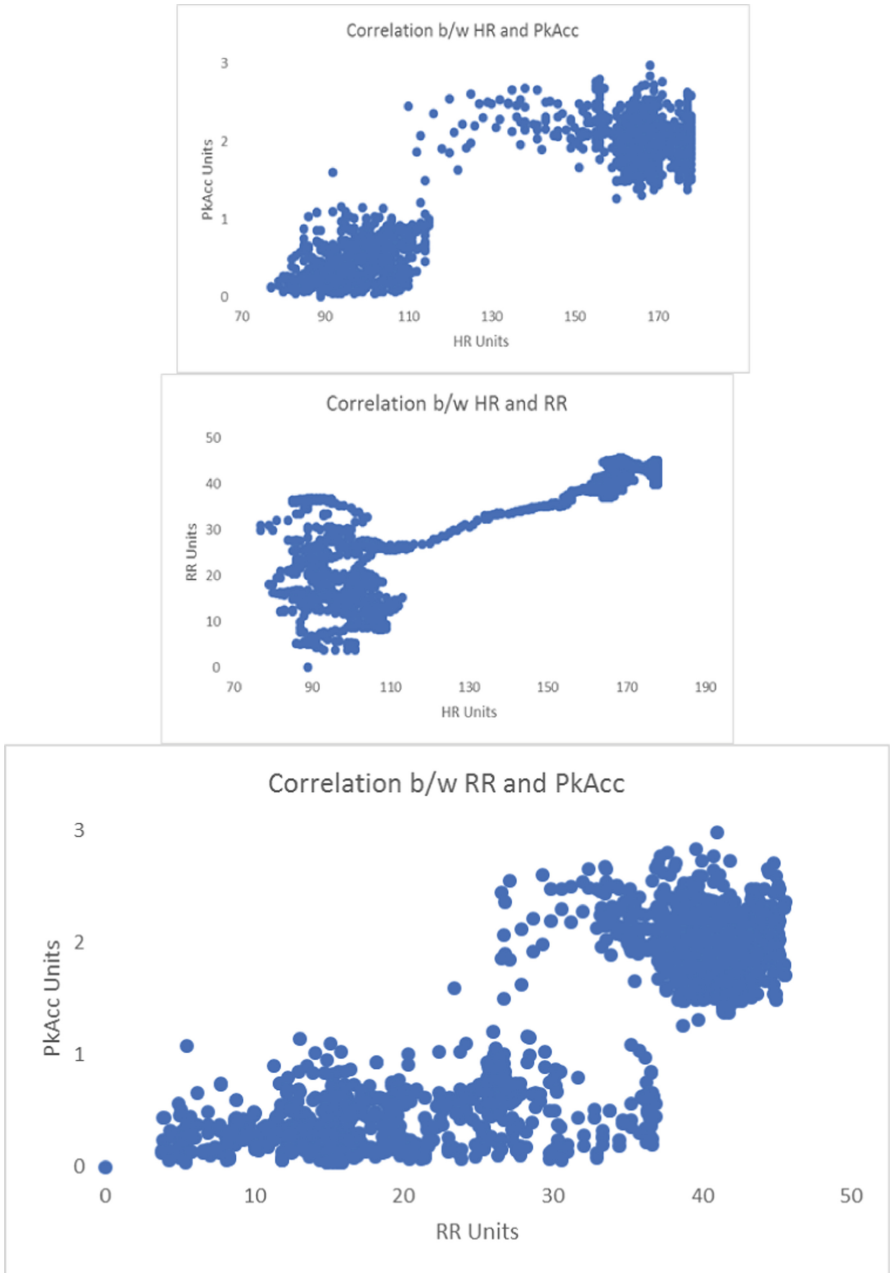 Correlation b/w HR and PkAcc
3
2
1
0
PkAcc Units
70 90 110 130 150 170
HR Units
Correlation b/w HR and RR
50
40
30
20
10
0
RR Units
70 90 110 130 150 170 190
HR Units
Correlation b/w RR and PkAcc
3
2
1
0
PkAcc Units
0 10 20 30 40 50
RR Units